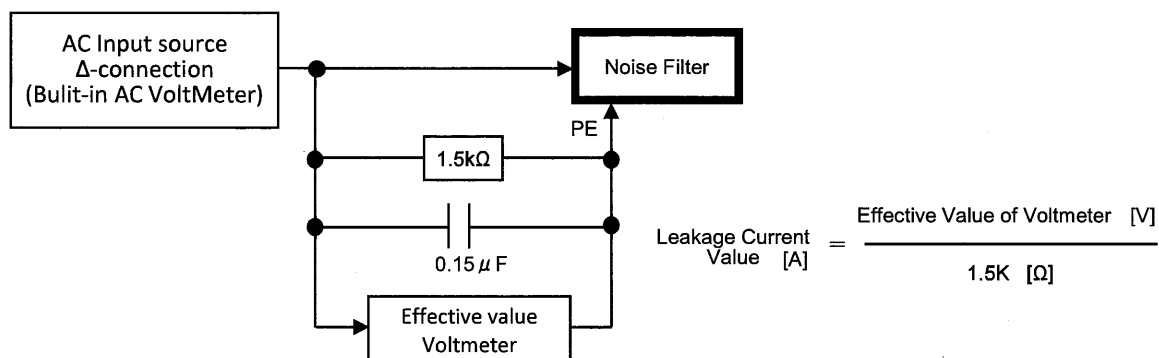 AC Input source
Δ-connection
(Bulit-in AC VoltMeter)
Noise Filter
PE
1.5kΩ
0.15μF
Effective value
Voltmeter
Leakage Current
Value [A]
=
Effective Value of Voltmeter [V]
1.5K [Ω]